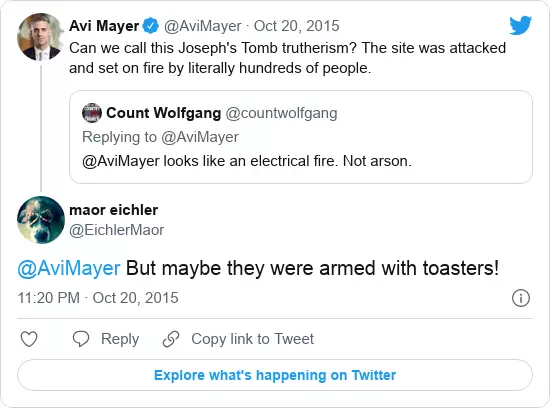 Avi Mayer @AviMayer · Oct 20, 2015
Can we call this Joseph's Tomb trutherism? The site was attacked
and set on fire by literally hundreds of people.
Count Wolfgang @countwolfgang
Replying to @AviMayer
@AviMayer looks like an electrical fire. Not arson.
maor eichler
@EichlerMaor
@AviMayer But maybe they were armed with toasters!
11:20 PM · Oct 20, 2015
Reply Copy link to Tweet
Explore what's happening on Twitter